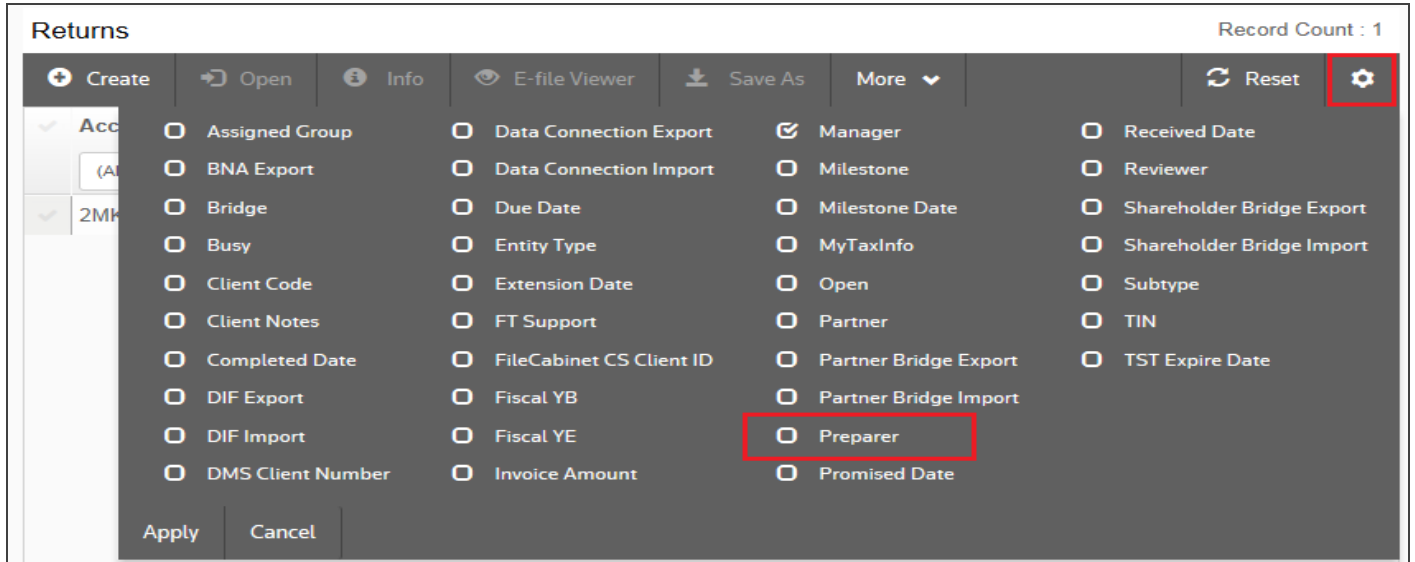 Returns Record Count : 1
Create Open Info E-file Viewer Save As More Reset
Acc Assigned Group Data Connection Export Manager Received Date
(Al BNA Export Data Connection Import Milestone Reviewer
2MK Bridge Due Date Milestone Date Shareholder Bridge Export
Busy Entity Type MyTaxInfo Shareholder Bridge Import
Client Code Extension Date Open Subtype
Client Notes FT Support Partner TIN
Completed Date FileCabinet CS Client ID Partner Bridge Export TST Expire Date
DIF Export Fiscal YB Partner Bridge Import
DIF Import Fiscal YE Preparer
DMS Client Number Invoice Amount Promised Date
Apply Cancel